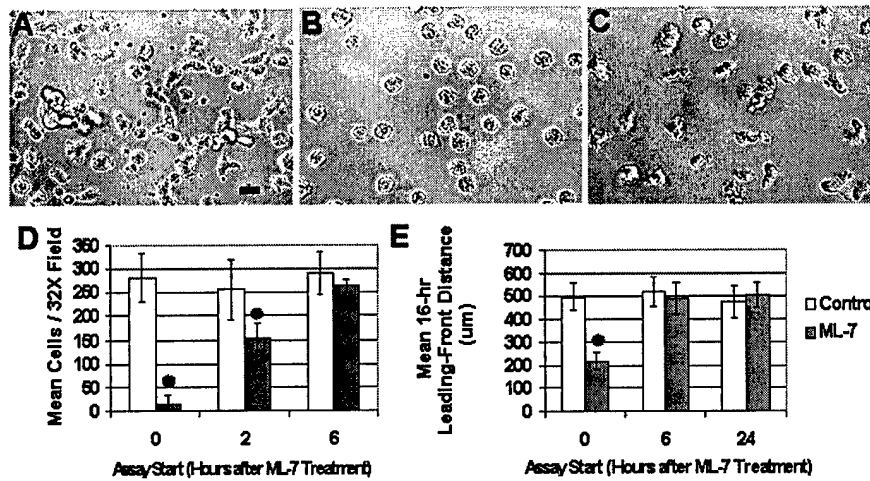 A B C
D
350
300
250
200
150
100
50
0
Mean Cells / 32X Field
0 2 6
Assay Start (Hours after ML-7 Treatment)
E
700
600
500
400
300
200
100
0
Mean 16-hr
Leading-Front Distance
(um)
0 6 24
Assay Start (Hours after ML-7 Treatment)
Control
ML-7